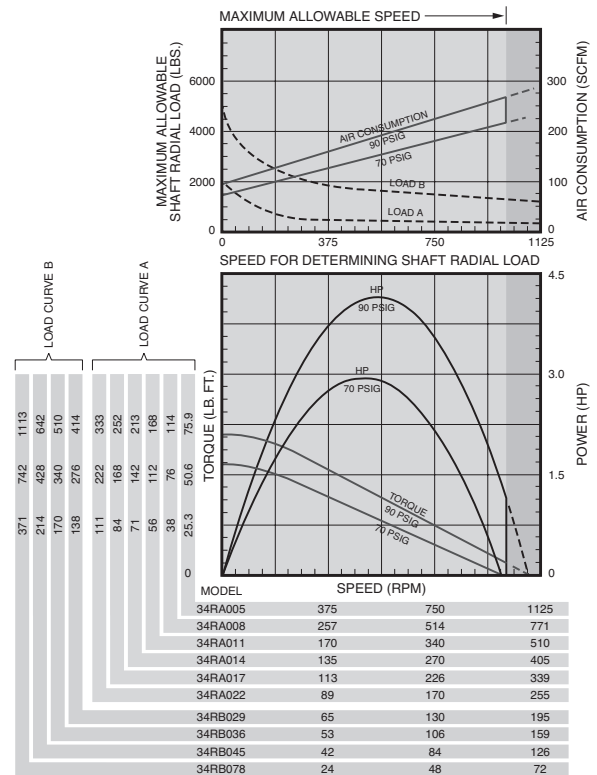 MAXIMUM ALLOWABLE SPEED
MAXIMUM ALLOWABLE
SHAFT RADIAL LOAD (LBS.)
6000
4000
2000
0
300
200
100
0
AIR CONSUMPTION (SCFM)
AIR CONSUMPTION
90 PSIG
70 PSIG
LOAD B
LOAD A
0 375 750 1125
SPEED FOR DETERMINING SHAFT RADIAL LOAD
LOAD CURVE B
LOAD CURVE A
1113 642 510 414 333 252 213 168 114 75.9
742 428 340 276 222 168 142 112 76 50.6
371 214 170 138 111 84 71 56 38 25.3
0
TORQUE (LB. FT.)
HP
90 PSIG
HP
70 PSIG
TORQUE
90 PSIG
70 PSIG
4.5
3.0
1.5
0
POWER (HP)
MODEL SPEED (RPM)
34RA005 375 750 1125
34RA008 257 514 771
34RA011 170 340 510
34RA014 135 270 405
34RA017 113 226 339
34RA022 89 170 255
34RB029 65 130 195
34RB036 53 106 159
34RB045 42 84 126
34RB078 24 48 72